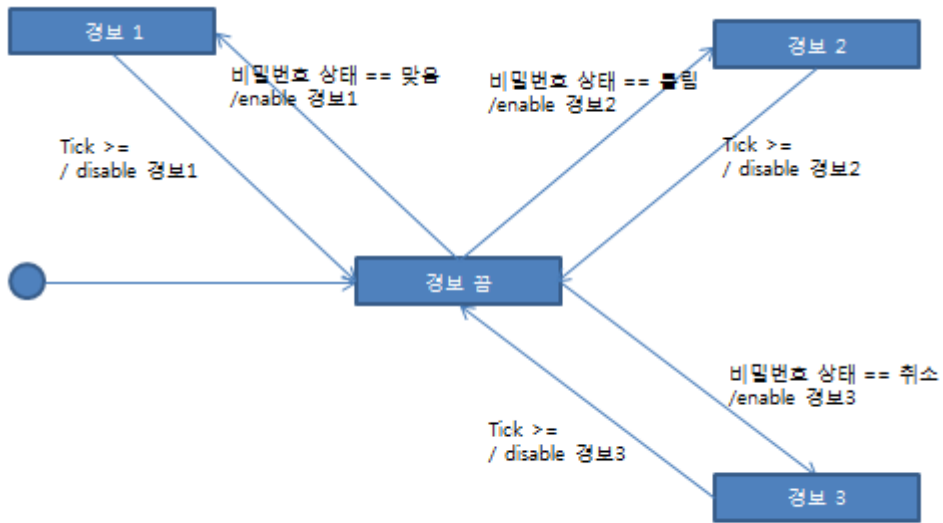 경보 1
경보 2
비밀번호 상태 == 맞음
/enable 경보1
비밀번호 상태 == 틀림
/enable 경보2
Tick >=
/ disable 경보1
Tick >=
/ disable 경보2
경보 끔
비밀번호 상태 == 취소
/enable 경보3
Tick >=
/ disable 경보3
경보 3